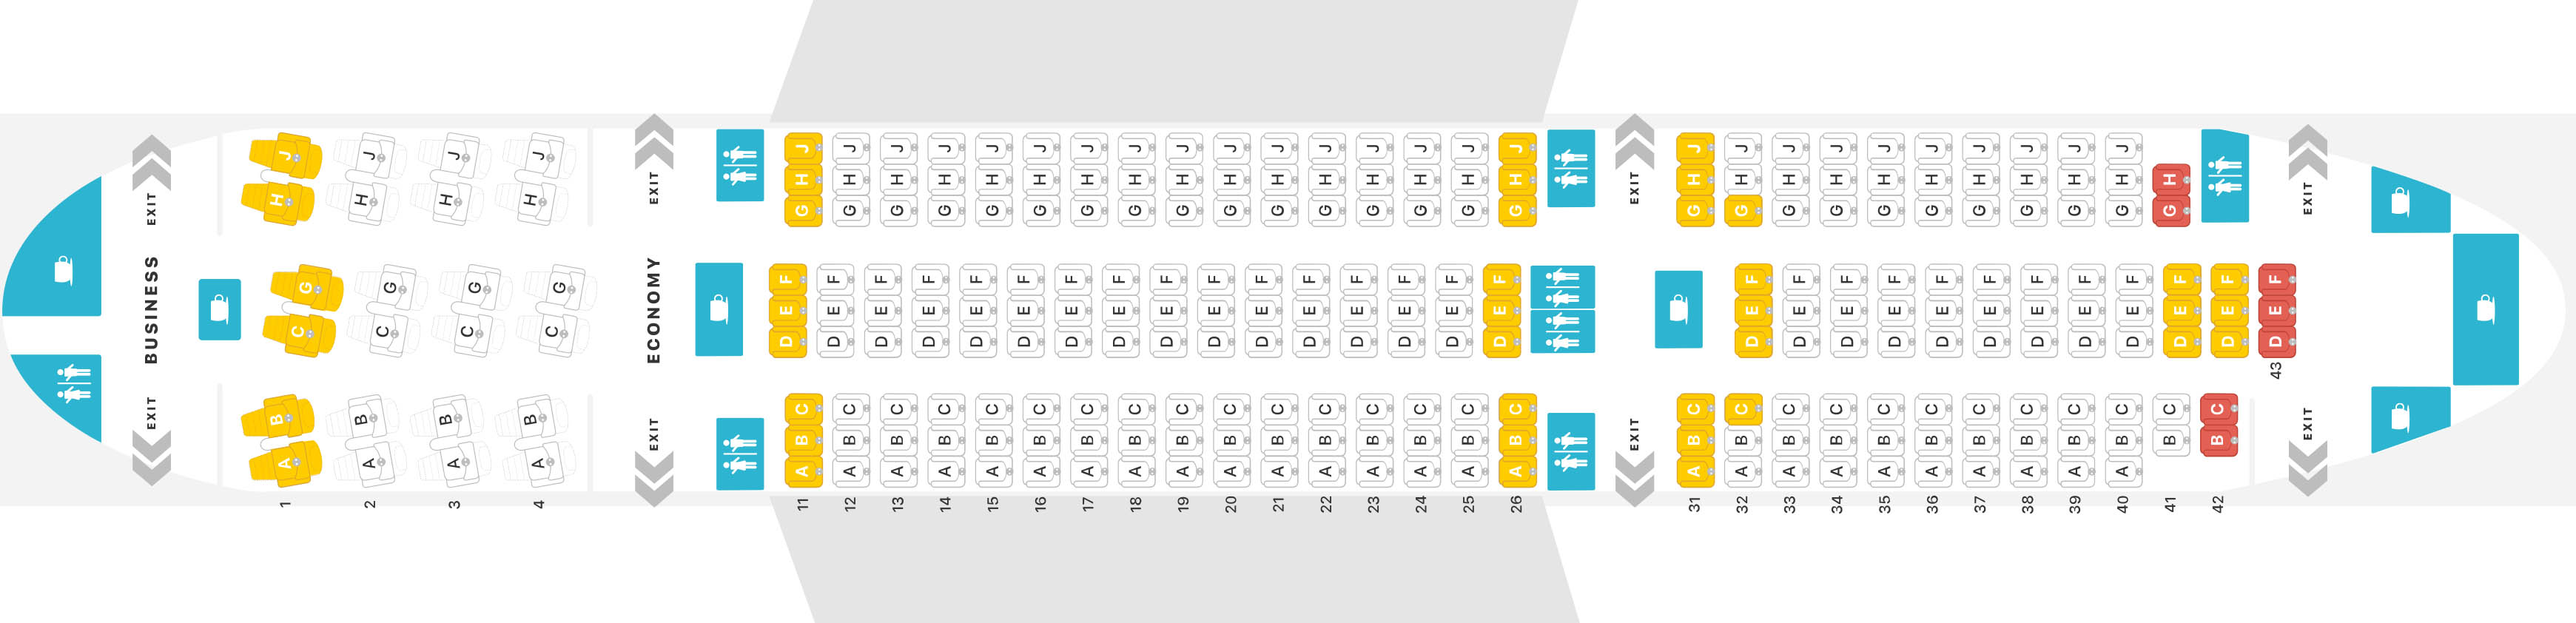 J J J J J J J J J J J J J J J J J J J J J J J J J J J J J J
H H H H H H H H H H H H H H H H H H H H H H H H H H H H H H H
EXIT EXIT EXIT EXIT
G G G G G G G G G G G G G G G G G G G G G G G G G G G
G G G G F F F F F F F F F F F F F F F F F F F F F F F F F F F F
BUSINESS
ECONOMY
E E E E E E E E E E E E E E E E E E E E E E E E E E E E
C C C C D D D D D D D D D D D D D D D D D D D D D D D D D D D D
43
EXIT EXIT EXIT EXIT
B B B B C C C C C C C C C C C C C C C C C C C C C C C C C C C C
B B B B B B B B B B B B B B B B B B B B B B B B B B B B
A A A A A A A A A A A A A A A A A A A A A A A A A A A A A A
1 2 3 4 11 12 13 14 15 16 17 18 19 20 21 22 23 24 25 26 31 32 33 34 35 36 37 38 39 40 41 42